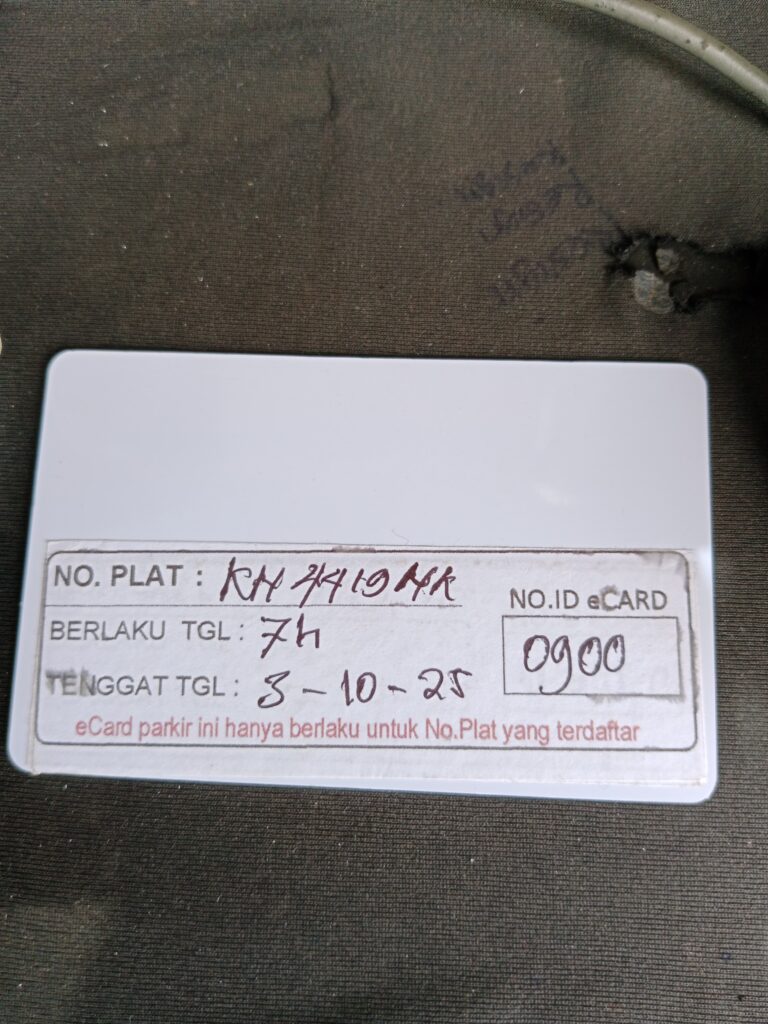 NO. PLAT : KH 4419 HK
NO.ID eCARD
BERLAKU TGL : 7h
0900
TENGGAT TGL : 3-10-25
eCard parkir ini hanya berlaku untuk No.Plat yang terdaftar